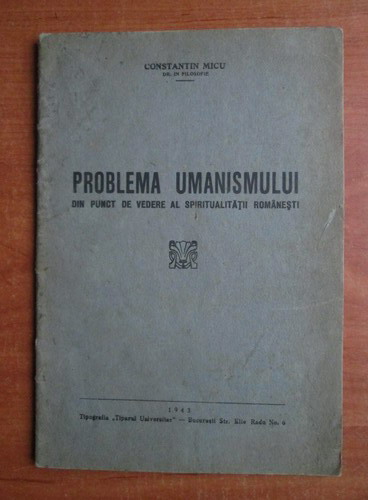 CONSTANTIN MICU
DR. IN FILOSOFIE
PROBLEMA UMANISMULUI
DIN PUNCT DE VEDERE AL SPIRITUALITĂȚII ROMÂNEȘTI
Tipografia „Tiparul Universitar" — București Str. Elie Radu No. 6